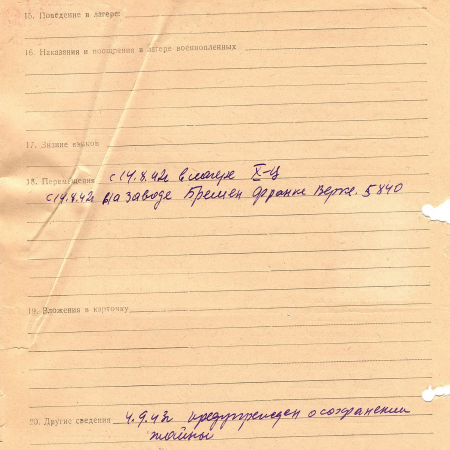 15. Поведение в лагере:
16. Наказания и поощрения в лагере военнопленных
17. Знание языков
18. Перемещения с 14.8.42г в лагере X-Ц
с 14.8.42г на заводе Бремен Франке Верке. 5840
19. Вложения в карточку
20. Другие сведения 4.9.43г предупрежден о сохранении
тайны